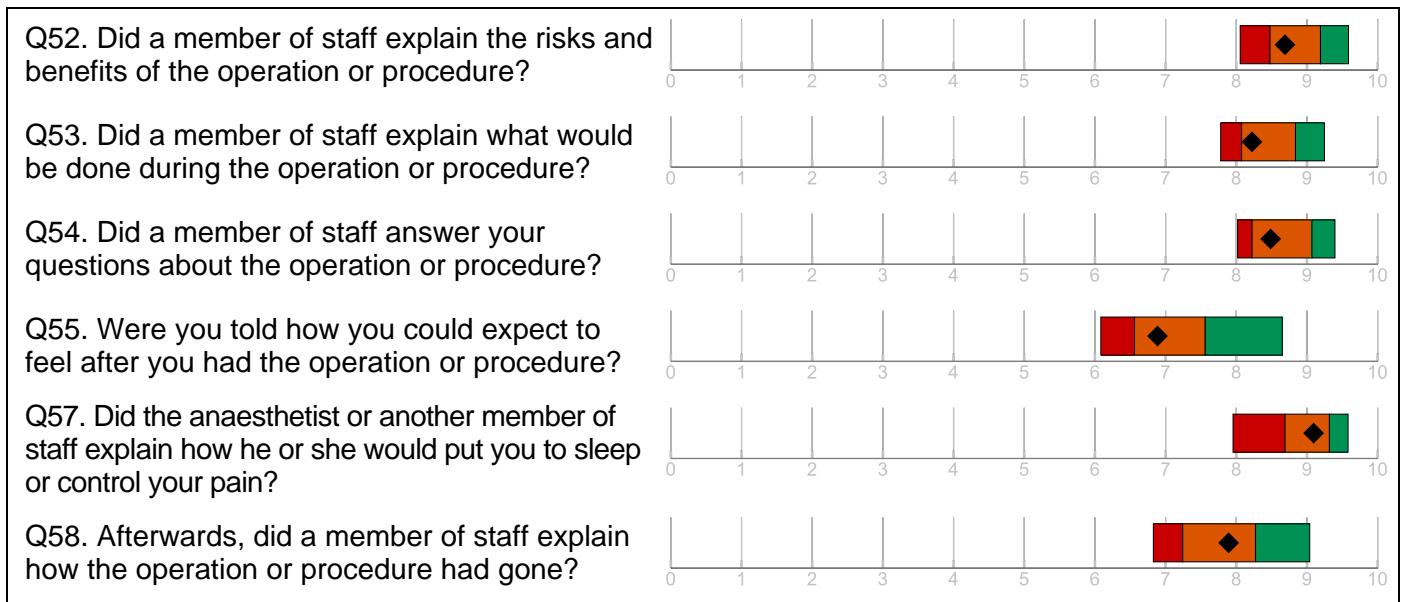 Q52. Did a member of staff explain the risks and
benefits of the operation or procedure?
0 1 2 3 4 5 6 7 8 9 10
Q53. Did a member of staff explain what would
be done during the operation or procedure?
0 1 2 3 4 5 6 7 8 9 10
Q54. Did a member of staff answer your
questions about the operation or procedure?
0 1 2 3 4 5 6 7 8 9 10
Q55. Were you told how you could expect to
feel after you had the operation or procedure?
0 1 2 3 4 5 6 7 8 9 10
Q57. Did the anaesthetist or another member of
staff explain how he or she would put you to sleep
or control your pain?
0 1 2 3 4 5 6 7 8 9 10
Q58. Afterwards, did a member of staff explain
how the operation or procedure had gone?
0 1 2 3 4 5 6 7 8 9 10